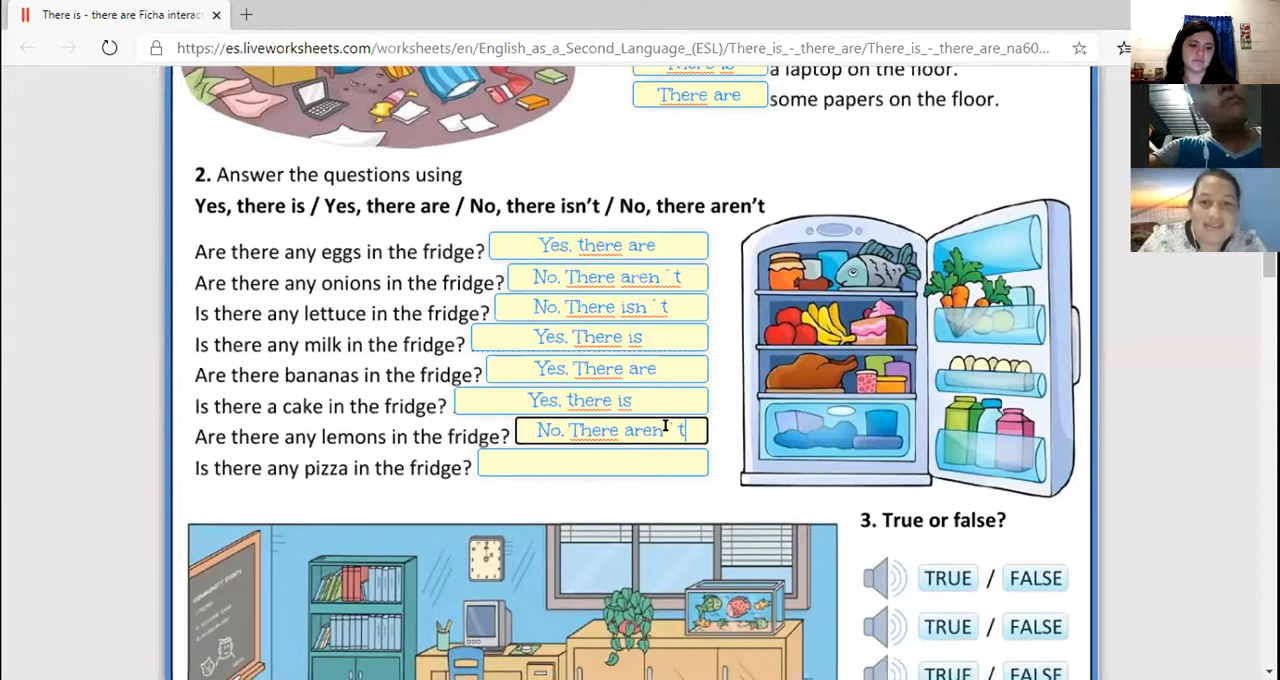 There is - there are Ficha interac
https://es.liveworksheets.com/worksheets/en/English_as_a_Second_Language_(ESL)/There_is_-_there_are/There_is_-_there_are_na60...
There is a laptop on the floor.
There are some papers on the floor.
2. Answer the questions using
Yes, there is / Yes, there are / No, there isn't / No, there aren't
Are there any eggs in the fridge? Yes, there are
Are there any onions in the fridge? No, There aren´t
Is there any lettuce in the fridge? No, There isn´t
Is there any milk in the fridge? Yes, There is
Are there bananas in the fridge? Yes, There are
Is there a cake in the fridge? Yes, there is
Are there any lemons in the fridge? No, There aren´t
Is there any pizza in the fridge?
3. True or false?
TRUE / FALSE
TRUE / FALSE
TRUE / FALSE
COMMUNITY EVENTS